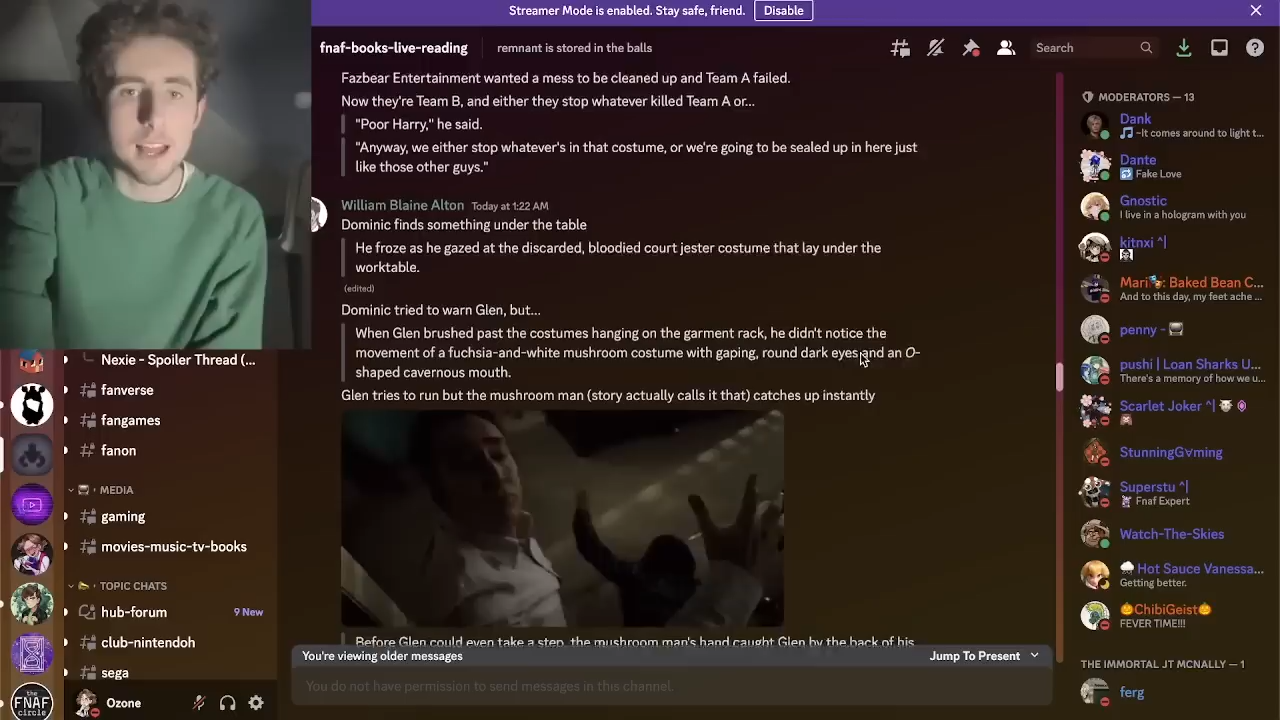 Streamer Mode is enabled. Stay safe, friend.
Disable
fnaf-books-live-reading
remnant is stored in the balls
Search
Fazbear Entertainment wanted a mess to be cleaned up and Team A failed.
Now they're Team B, and either they stop whatever killed Team A or...
"Poor Harry," he said.
"Anyway, we either stop whatever's in that costume, or we're going to be sealed up in here just
like those other guys."
William Blaine Alton Today at 1:22 AM
Dominic finds something under the table
He froze as he gazed at the discarded, bloodied court jester costume that lay under the
worktable.
(edited)
Dominic tried to warn Glen, but...
When Glen brushed past the costumes hanging on the garment rack, he didn't notice the
movement of a fuchsia-and-white mushroom costume with gaping, round dark eyes and an O-
shaped cavernous mouth.
Glen tries to run but the mushroom man (story actually calls it that) catches up instantly
Before Glen could even take a step, the mushroom man's hand caught Glen by the back of his
You're viewing older messages
Jump To Present
You do not have permission to send messages in this channel.
Nexie - Spoiler Thread (...
fanverse
fangames
fanon
MEDIA
gaming
movies-music-tv-books
TOPIC CHATS
hub-forum
9 New
club-nintendoh
sega
THE
FNAF
CIRCLE
Ozone
MODERATORS — 13
Dank
-It comes around to light t...
Dante
Fake Love
Gnostic
I live in a hologram with you
kitnxi ^|
Mari: Baked Bean C...
And to this day, my feet ache ...
penny -
pushi | Loan Sharks U...
There's a memory of how we u...
Scarlet Joker ^|
StunningG∀ming
Superstu ^|
Fnaf Expert
Watch-The-Skies
Hot Sauce Vanessa...
Getting better.
ChibiGeist
FEVER TIME!!!
THE IMMORTAL JT MCNALLY — 1
ferg